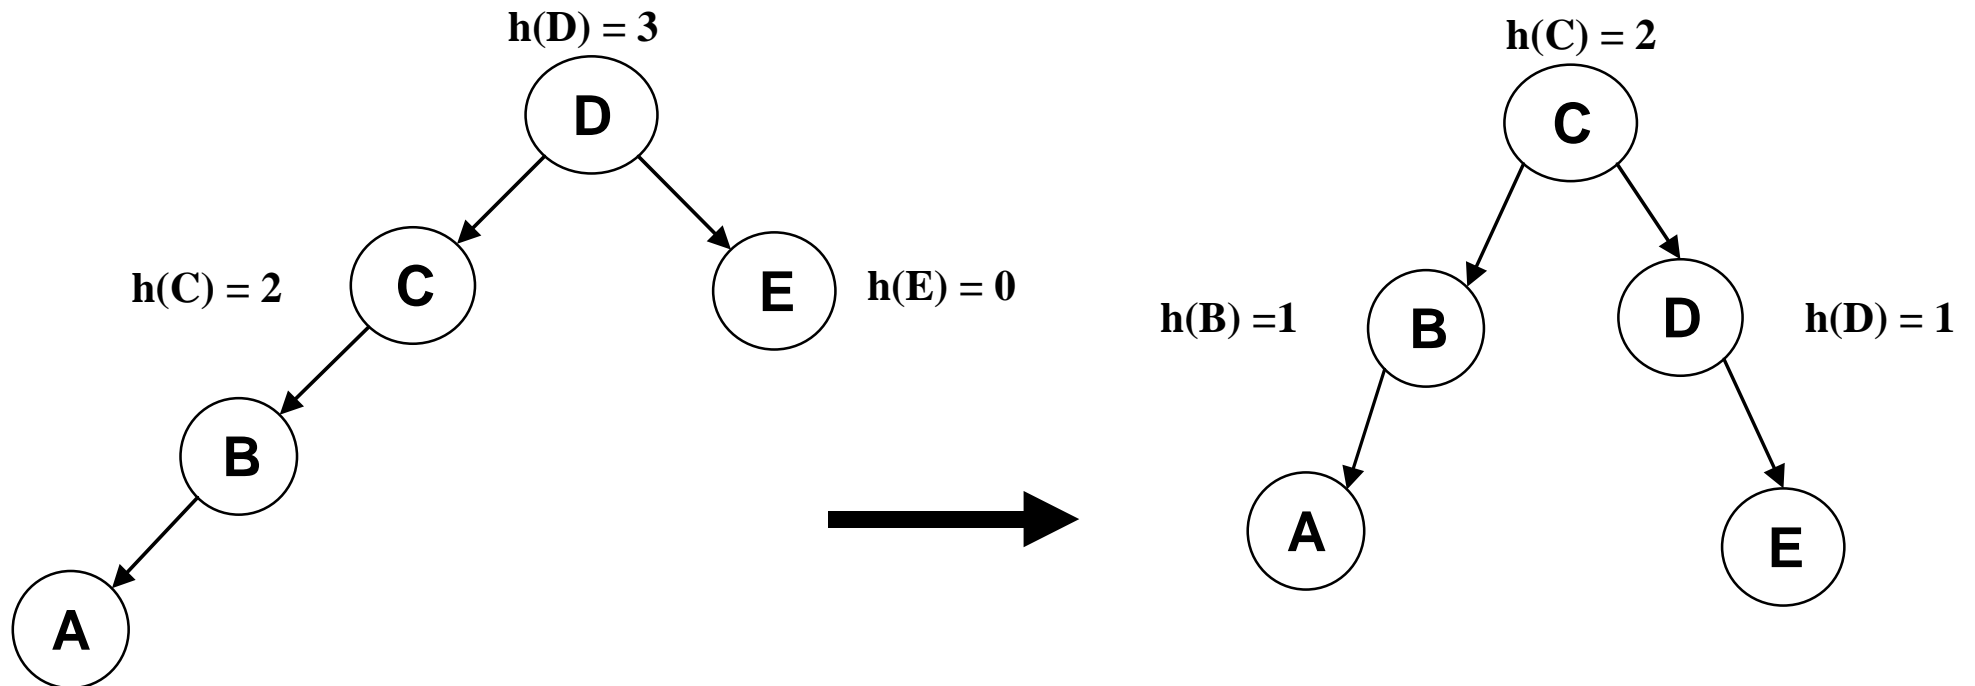 h(D) = 3
D
h(C) = 2
C
E
h(E) = 0
B
A
h(C) = 2
C
h(B) =1
B
D
h(D) = 1
A
E